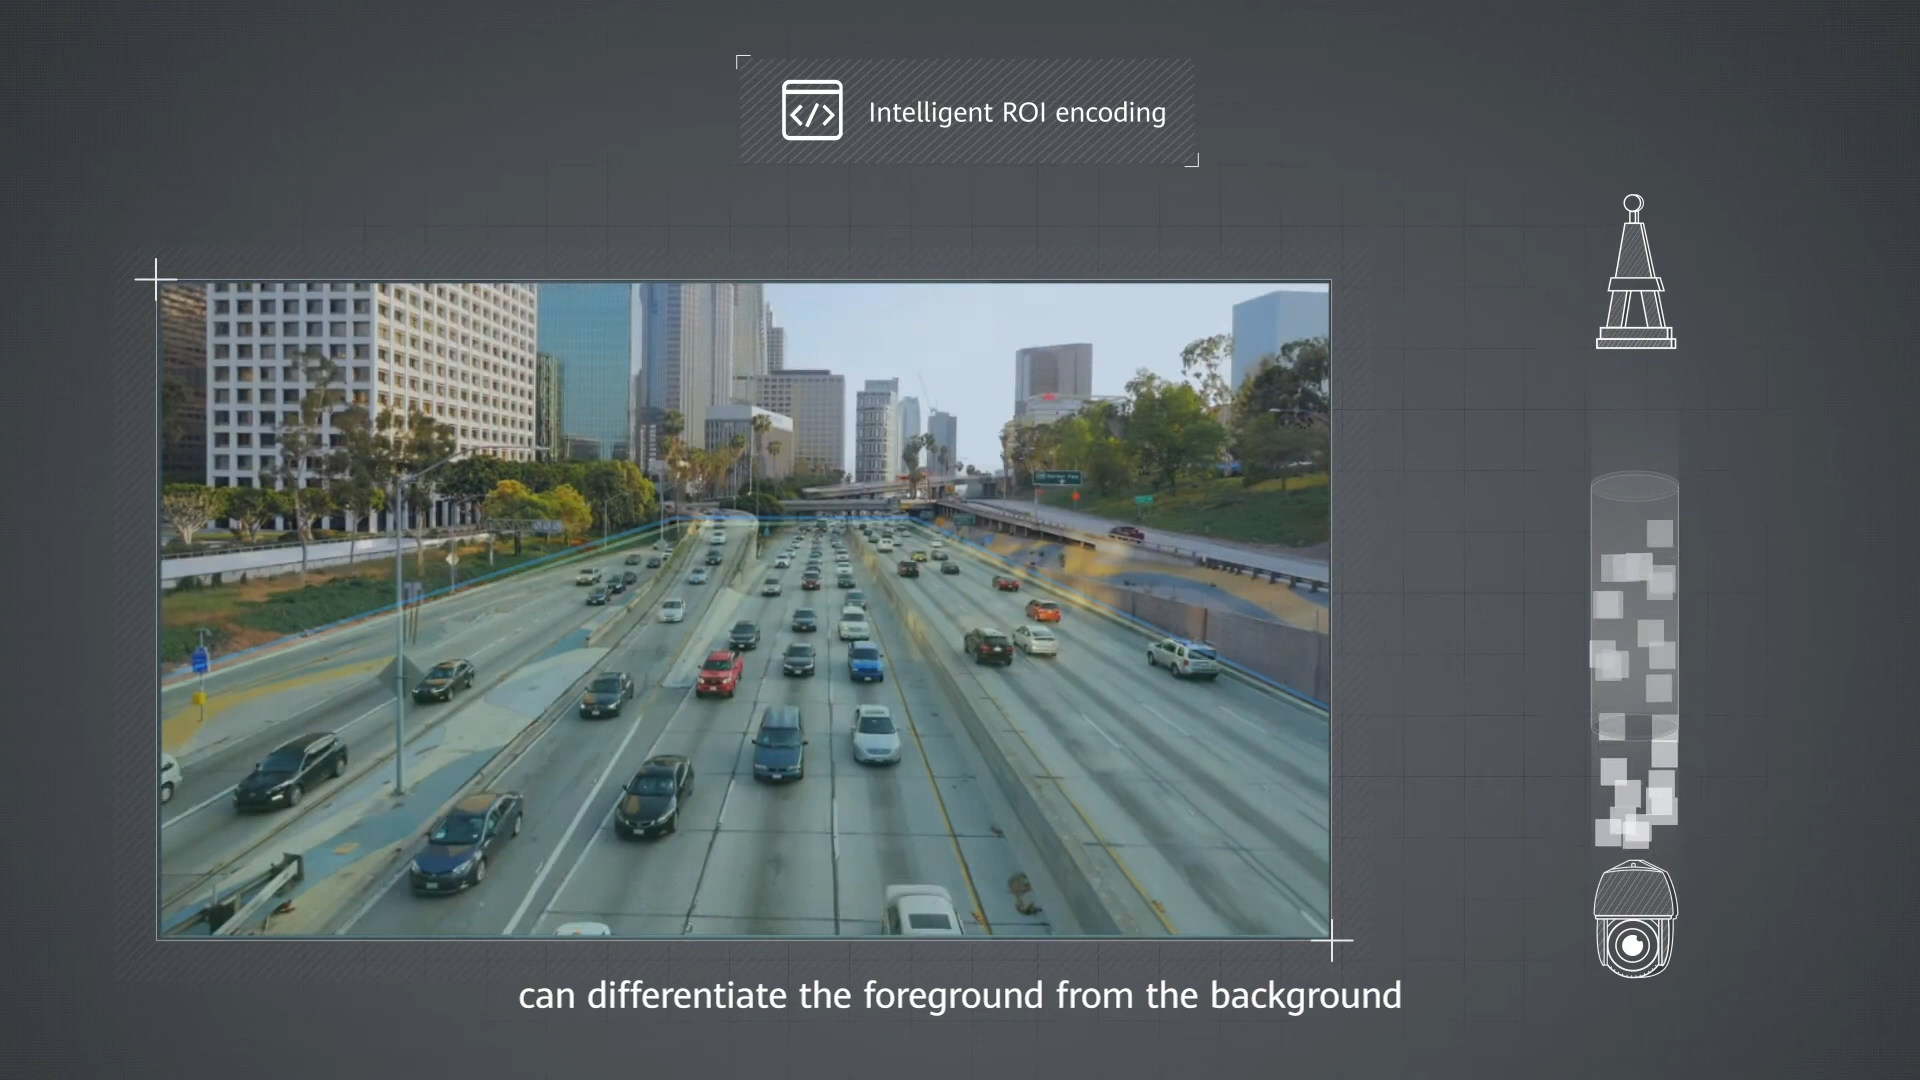 Intelligent ROI encoding
can differentiate the foreground from the background